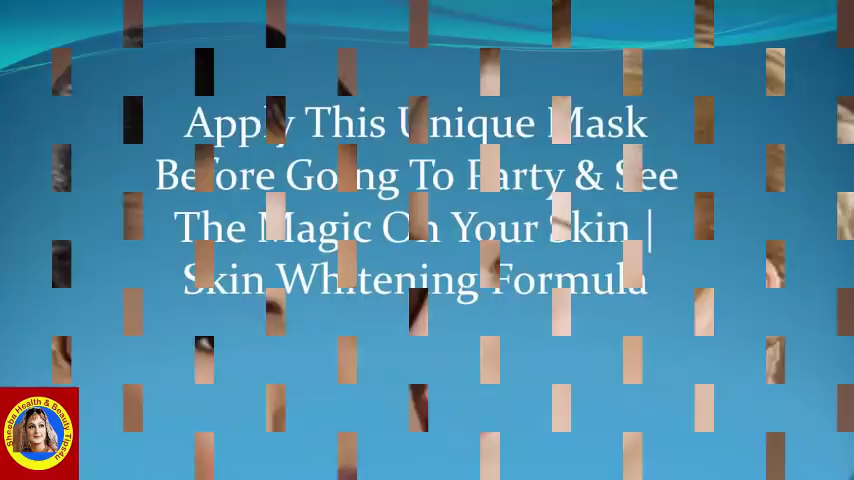 Apply This Unique Mask
Before Going To Party & See
The Magic On Your Skin |
Skin Whitening Formula
Sheeba Health & Beauty Tips4u